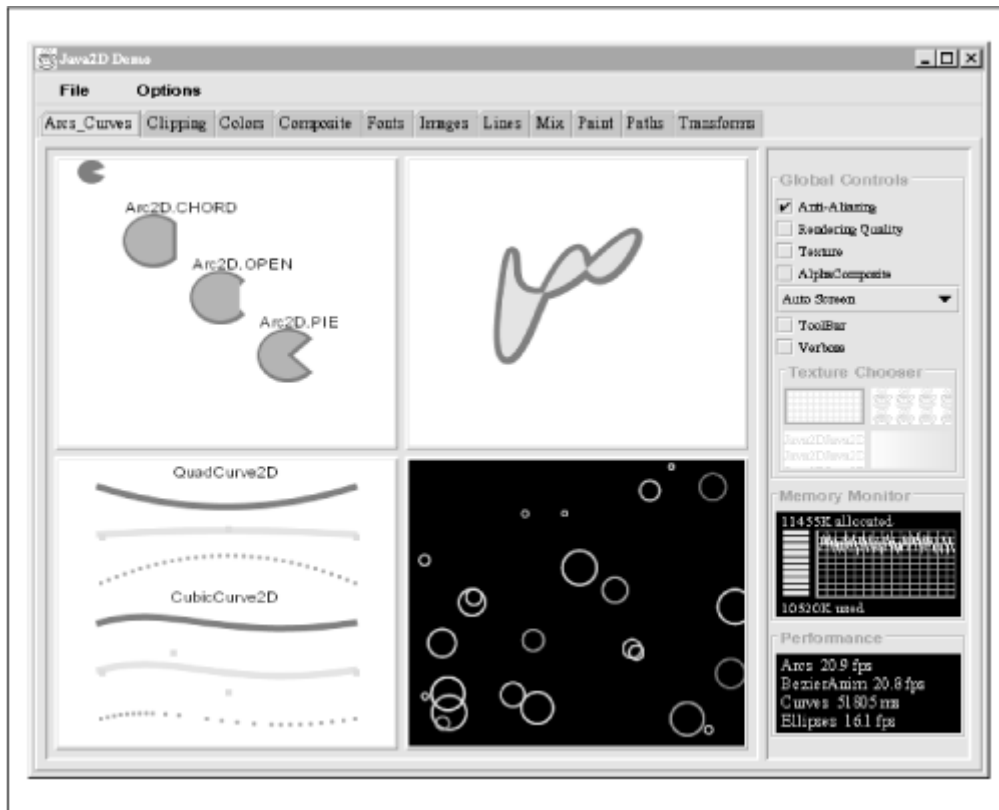 Java2D Demo
File Options
Arcs_Curves Clipping Colors Composite Fonts Images Lines Mix Paint Paths Transforms
Arc2D.CHORD
Arc2D.OPEN
Arc2D.PIE
QuadCurve2D
CubicCurve2D
Global Controls
Anti-Aliasing
Rendering Quality
Texture
AlphaComposite
Auto Screen
ToolBar
Verbose
Texture Chooser
Java2DJava2D
Java2DJava2D
Memory Monitor
11455K allocated
10520K used
Performance
Arcs 20.9 fps
BezierAnim 20.8 fps
Curves 51805 ms
Ellipses 16.1 fps